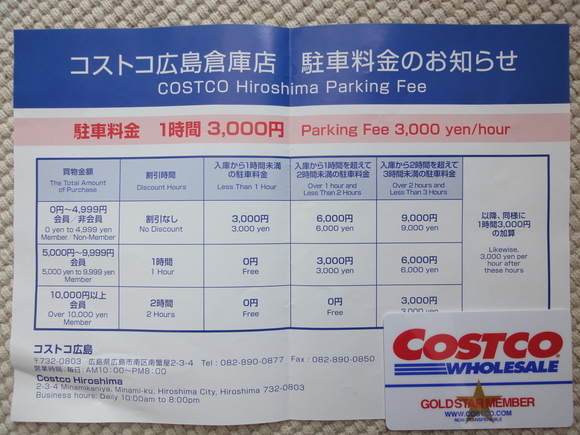 コストコ広島倉庫店 駐車料金のお知らせ
COSTCO Hiroshima Parking Fee
駐車料金 1時間 3,000円 Parking Fee 3,000 yen/hour
買物金額
The Total Amount
of Purchase
割引時間
Discount Hours
入庫から1時間未満
の駐車料金
Less Than 1 Hour
入庫から1時間を超えて
2時間未満の駐車料金
Over 1 hour and
Less Than 2 Hours
入庫から2時間を超えて
3時間未満の駐車料金
Over 2 hours and
Less Than 3 Hours
0円〜4,999円
会員/非会員
0 yen to 4,999 yen
Member/Non-Member
割引なし
No Discount
3,000円
3,000 yen
6,000円
6,000 yen
9,000円
9,000 yen
5,000円〜9,999円
会員
5,000 yen to 9,999 yen
Member
1時間
1 Hour
0円
Free
3,000円
3,000 yen
6,000円
6,000 yen
10,000円以上
会員
Over 10,000 yen
Member
2時間
2 Hours
0円
Free
0円
Free
3,000円
3,000
以降、同様に
1時間3,000円
の加算
Likewise,
3,000 yen per
hour after
these hours
コストコ広島
〒732-0803 広島県広島市南区南蟹屋2-3-4 Tel:082-890-0877 Fax:082-890-0850
営業時間:毎日:AM10:00〜PM8:00
Costco Hiroshima
2-3-4 Minamikaniya, Minami-ku, Hiroshima City, Hiroshima 732-0803
Business hours: Daily 10:00am to 8:00pm
COSTCO
WHOLESALE
GOLD STAR MEMBER
WWW.COSTCO.COM
NON-TRANSFERABLE